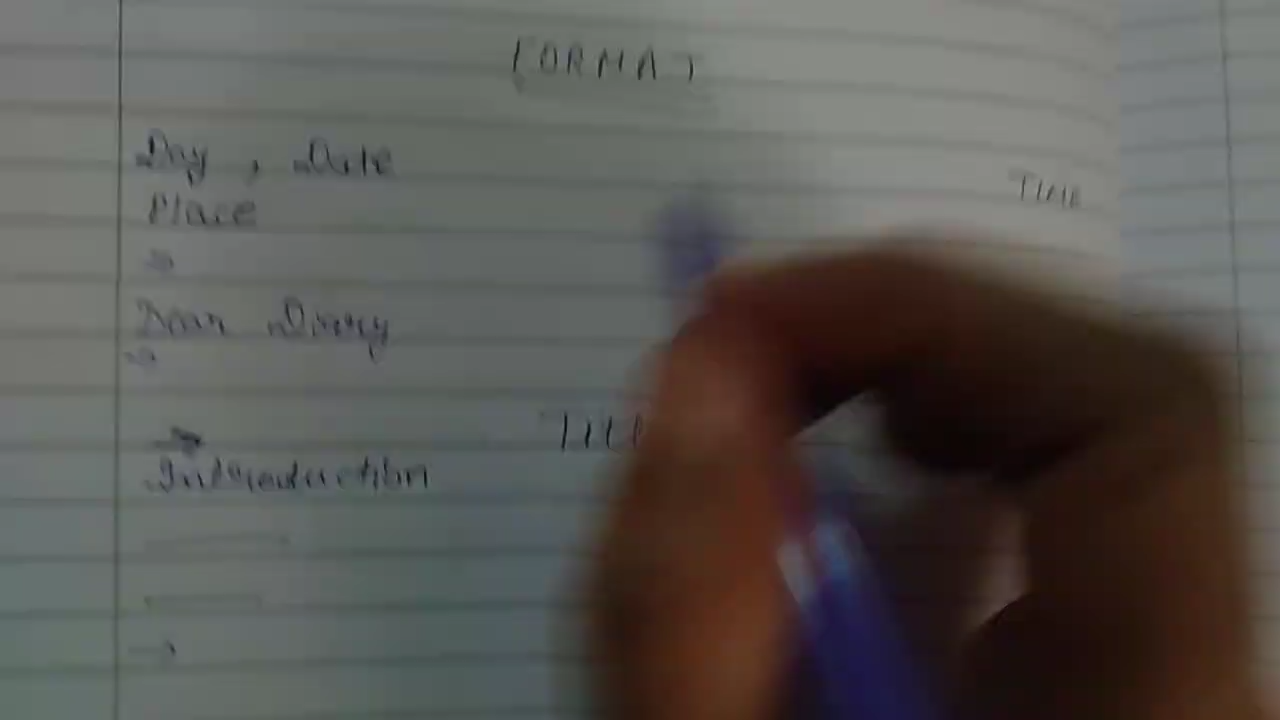 FORMAT
Day, Date
TIME
Place
Dear Diary
Introduction